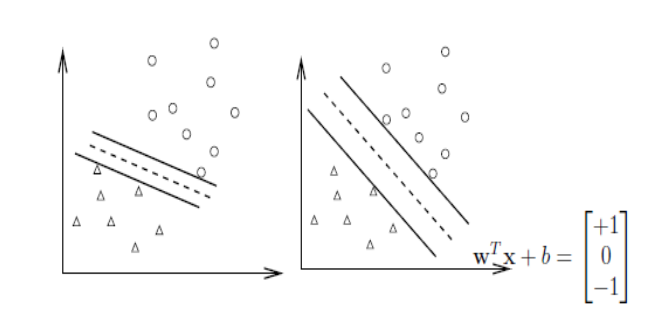 w^T x + b = [+1
0
−1]